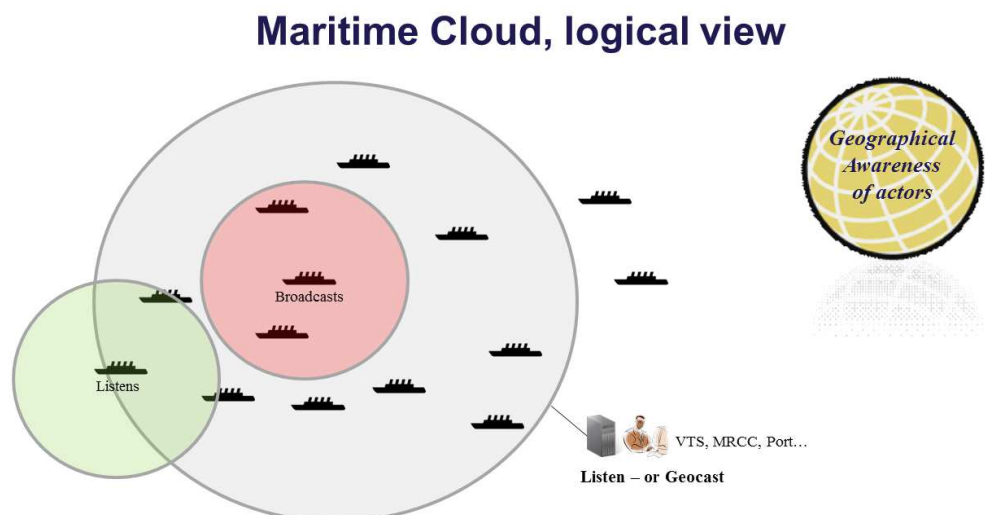 Maritime Cloud, logical view
Geographical
Awareness
of actors
Broadcasts
Listens
VTS, MRCC, Port…
Listen – or Geocast